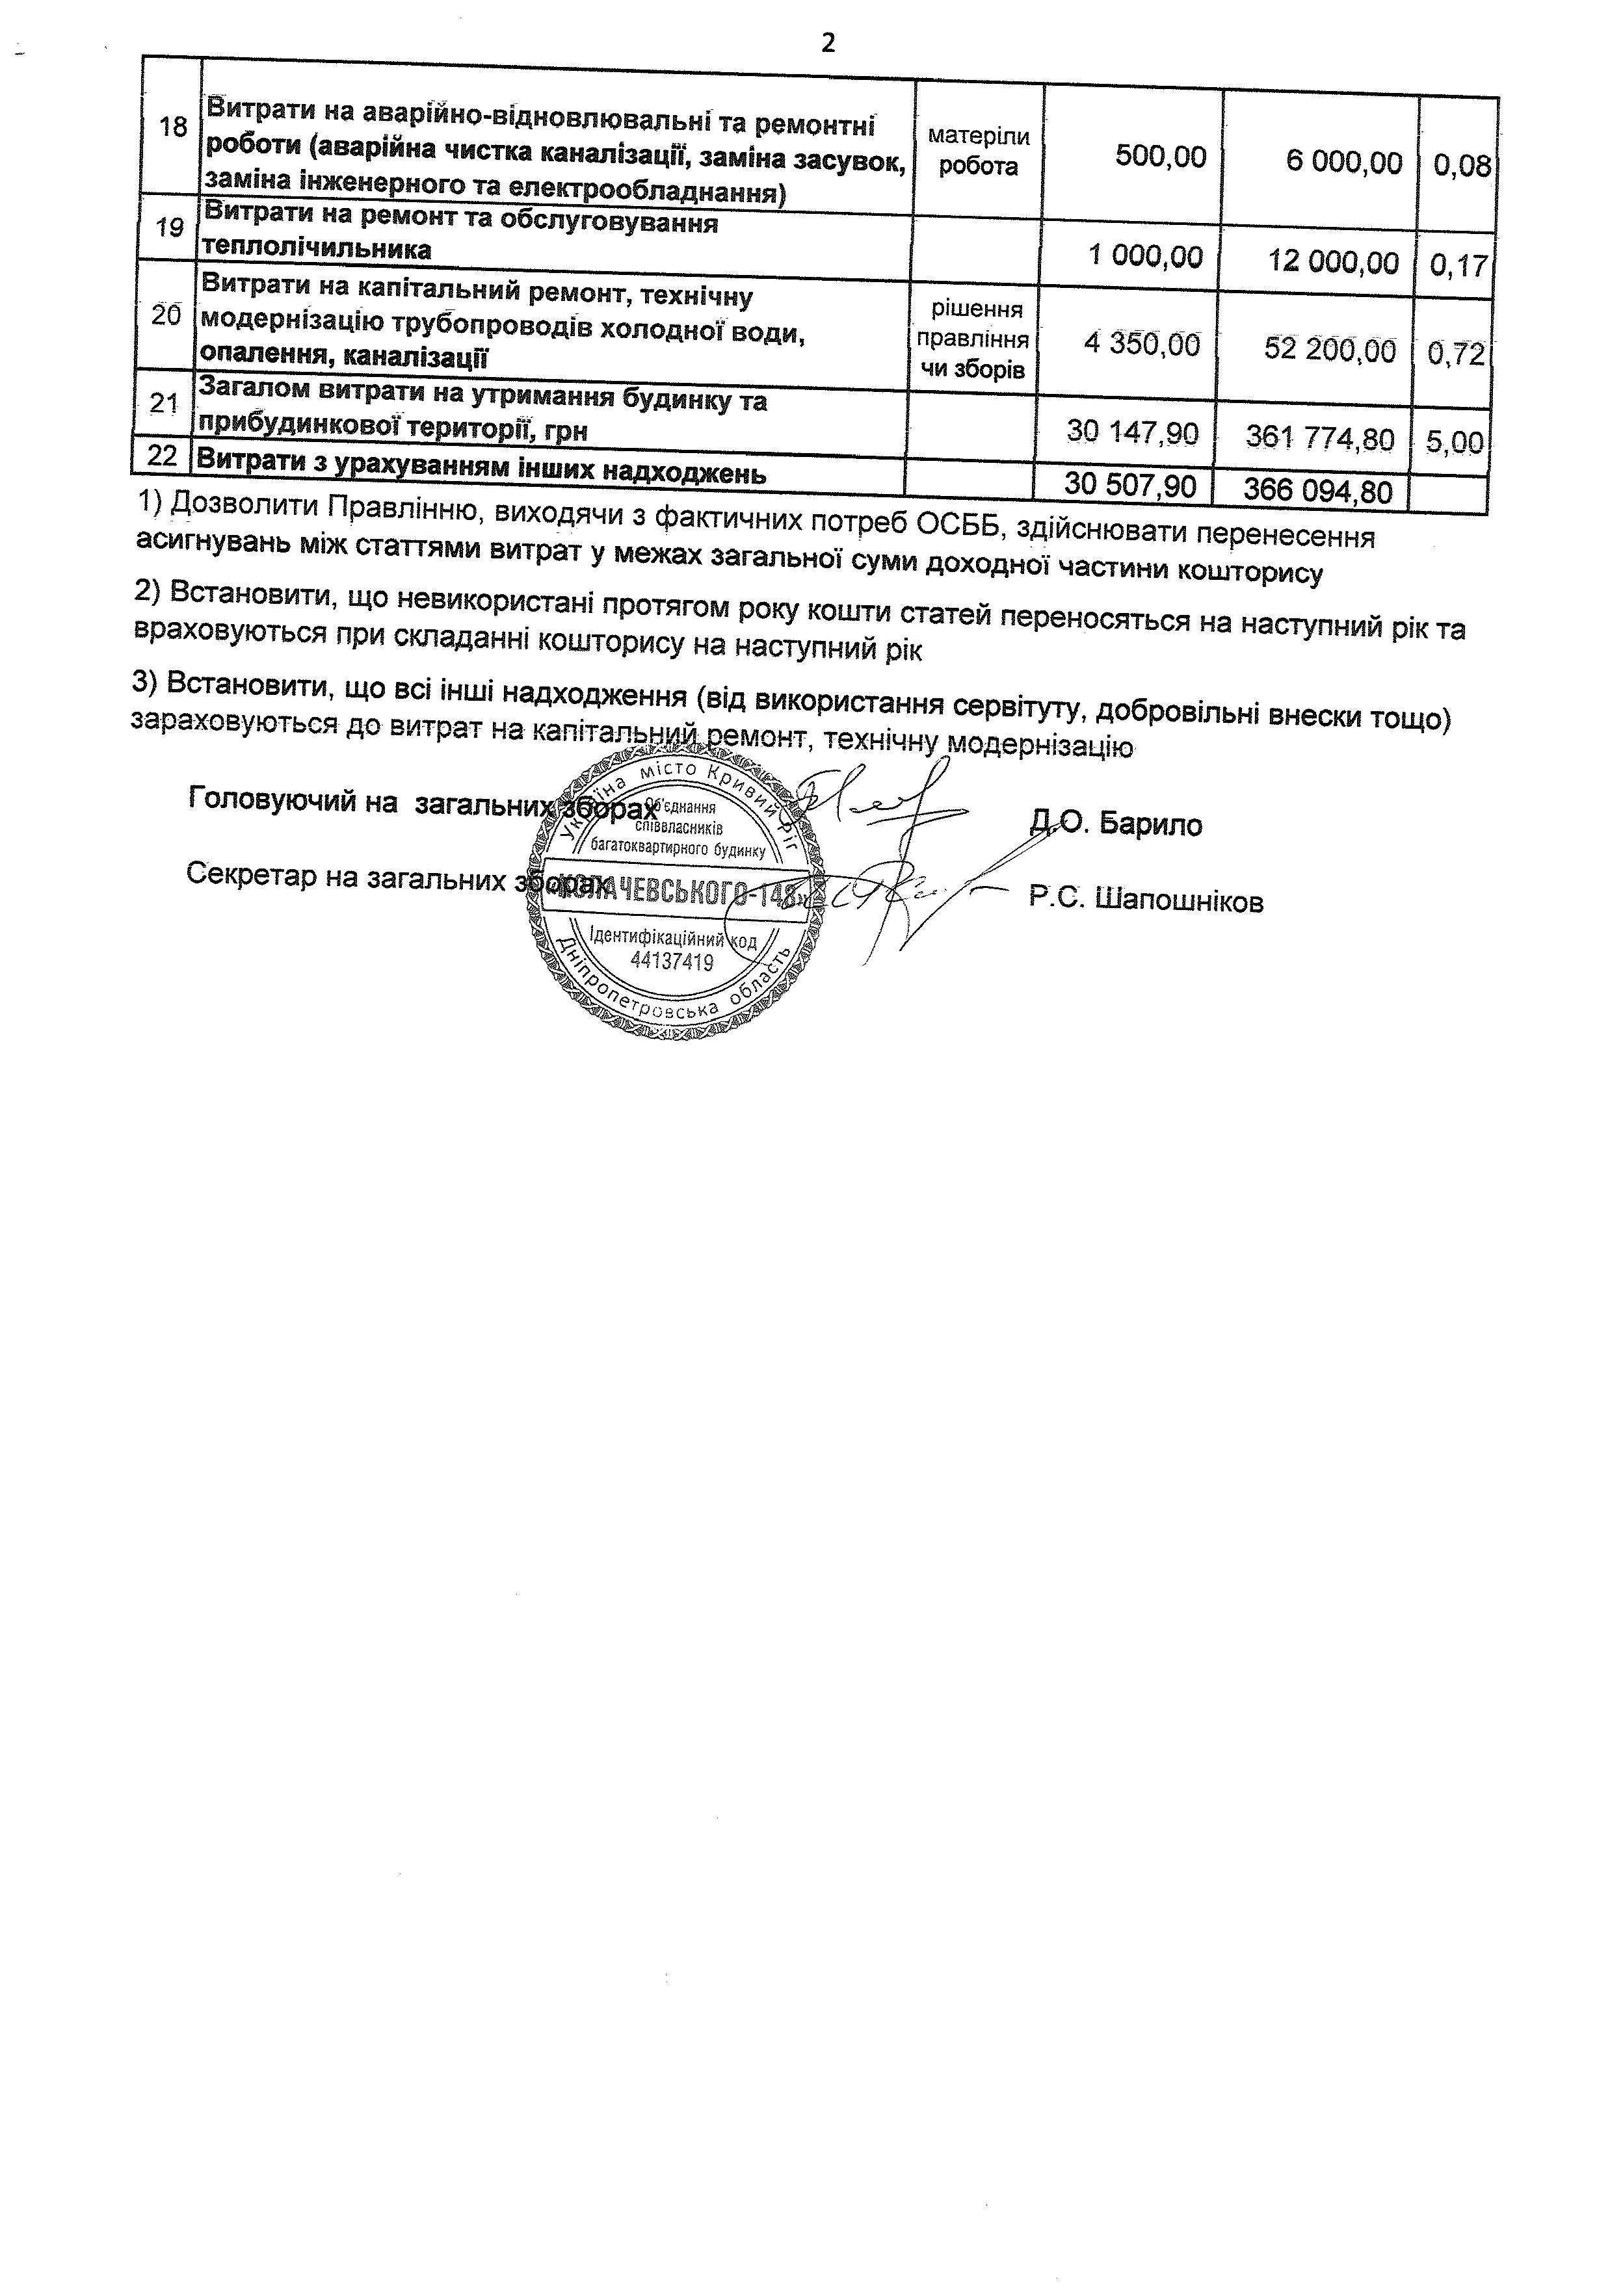 2
18 Витрати на аварійно-відновлювальні та ремонтні
роботи (аварійна чистка каналізації, заміна засувок,
заміна інженерного та електрообладнання)
матеріли
робота
500,00 6 000,00 0,08
19 Витрати на ремонт та обслуговування
теплолічильника
1 000,00 12 000,00 0,17
20 Витрати на капітальний ремонт, технічну
модернізацію трубопроводів холодної води,
опалення, каналізації
рішення
правління
чи зборів
4 350,00 52 200,00 0,72
21 Загалом витрати на утримання будинку та
прибудинкової території, грн
30 147,90 361 774,80 5,00
22 Витрати з урахуванням інших надходжень 30 507,90 366 094,80
1) Дозволити Правлінню, виходячи з фактичних потреб ОСББ, здійснювати перенесення
асигнувань між статтями витрат у межах загальної суми доходної частини кошторису
2) Встановити, що невикористані протягом року кошти статей переносяться на наступний рік та
враховуються при складанні кошторису на наступний рік
3) Встановити, що всі інші надходження (від використання сервітуту, добровільні внески тощо)
зараховуються до витрат на капітальний ремонт, технічну модернізацію
Головуючий на загальних зборах Д.О. Барило
Секретар на загальних зборах Р.С. Шапошніков
Україна місто Кривий Ріг
Об'єднання
співвласників
багатоквартирного будинку
«КОЛАЧЕВСЬКОГО-148»
Ідентифікаційний код
44137419
Дніпропетровська область